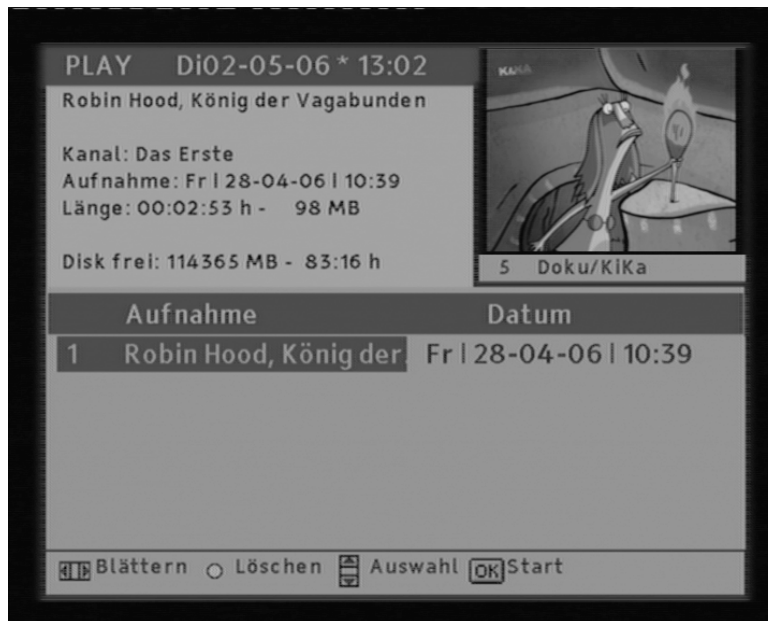 PLAY Di02-05-06 * 13:02
Robin Hood, König der Vagabunden
Kanal: Das Erste
Aufnahme: Fr | 28-04-06 | 10:39
Länge: 00:02:53 h - 98 MB
Disk frei: 114365 MB - 83:16 h
KiKA
5 Doku/KiKa
Aufnahme Datum
1 Robin Hood, König der Fr | 28-04-06 | 10:39
Blättern Löschen Auswahl OK Start